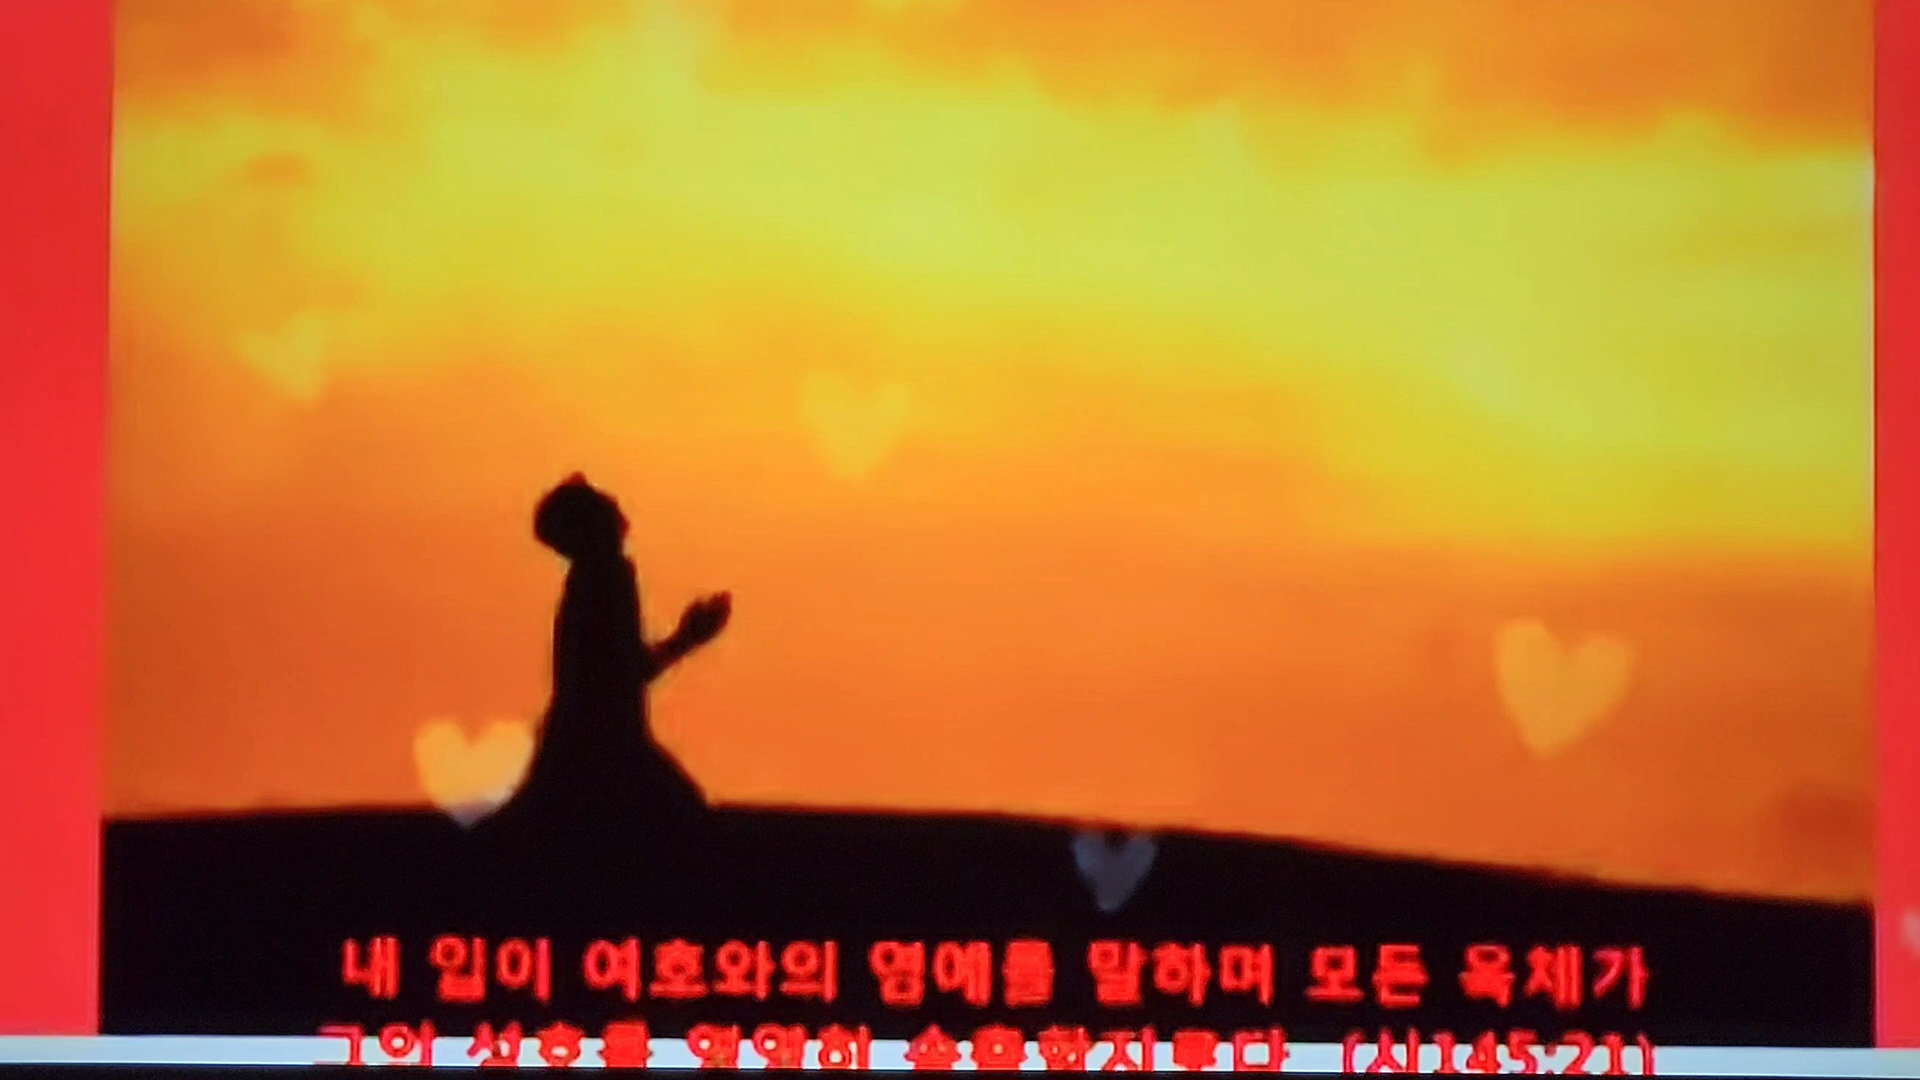 내 입이 여호와의 영예를 말하며 모든 육체가
그의 성호를 영영히 송축할지로다 (시145:21)